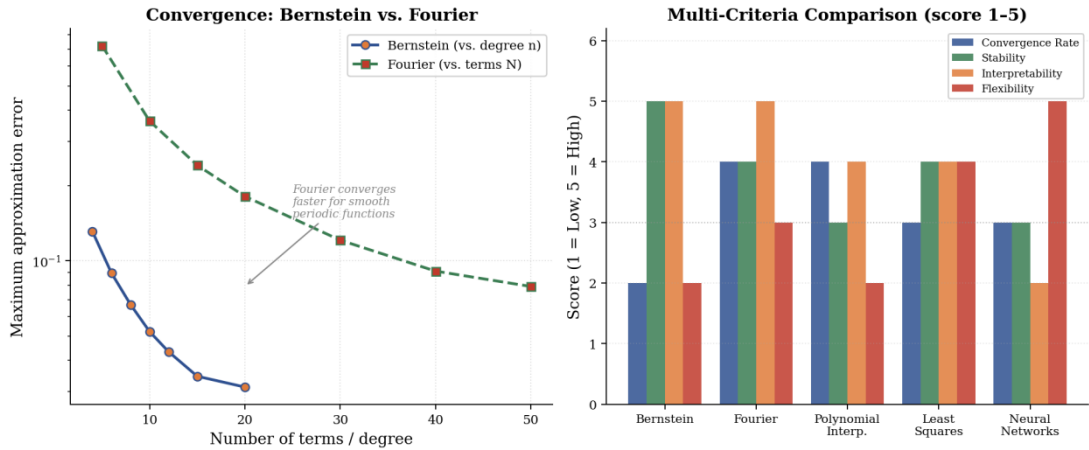 Convergence: Bernstein vs. Fourier
Maximum approximation error
10⁻¹
Bernstein (vs. degree n)
Fourier (vs. terms N)
Fourier converges
faster for smooth
periodic functions
10
20
30
40
50
Number of terms / degree
Multi-Criteria Comparison (score 1–5)
Score (1 = Low, 5 = High)
6
5
4
3
2
1
0
Convergence Rate
Stability
Interpretability
Flexibility
Bernstein
Fourier
Polynomial
Interp.
Least
Squares
Neural
Networks